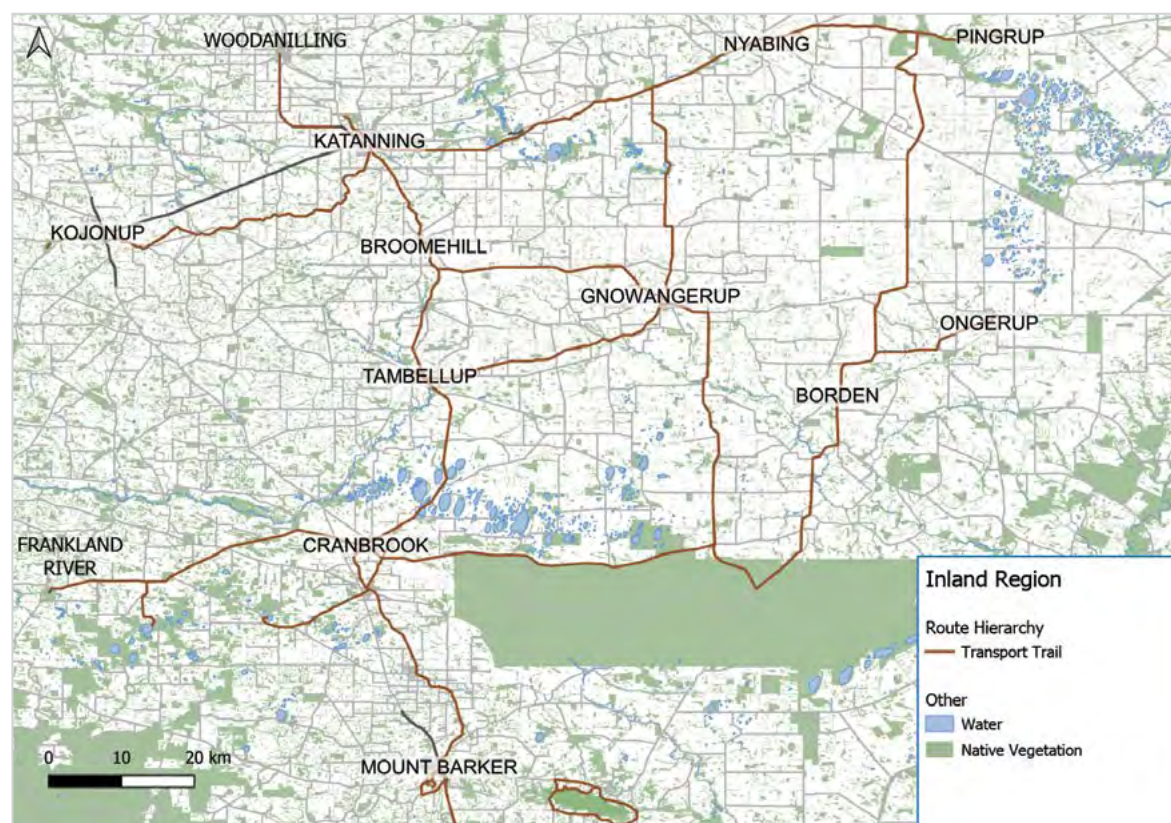 WOODANILLING
NYABING
PINGRUP
KATANNING
KOJONUP
BROOMEHILL
GNOWANGERUP
ONGERUP
TAMBELLUP
BORDEN
FRANKLAND
RIVER
CRANBROOK
MOUNT BARKER
0 10 20 km
Inland Region
Route Hierarchy
Transport Trail
Other
Water
Native Vegetation